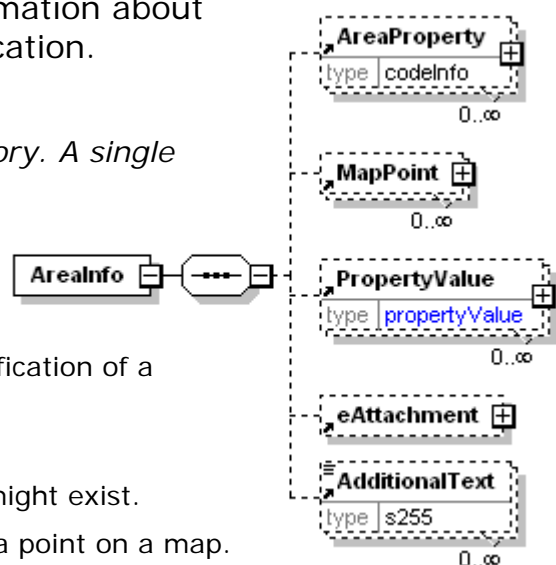 mation about
cation.
ory. A single
fication of a
might exist.
a point on a map.
AreaInfo
AreaProperty
type codeInfo
0..∞
MapPoint
0..∞
PropertyValue
type propertyValue
0..∞
eAttachment
AdditionalText
type s255
0..∞